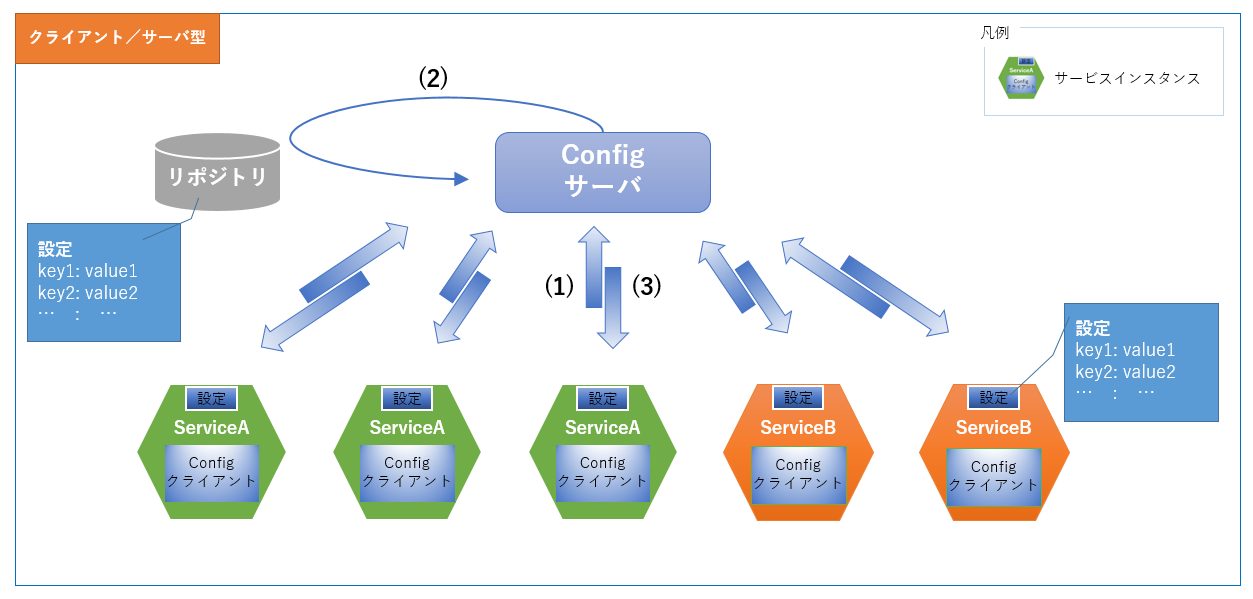 クライアント／サーバ型
凡例
設定
ServiceA
Config
クライアント
サービスインスタンス
(2)
リポジトリ
Config
サーバ
設定
key1: value1
key2: value2
… : …
(1)
(3)
設定
key1: value1
key2: value2
… : …
設定
ServiceA
Config
クライアント
設定
ServiceA
Config
クライアント
設定
ServiceA
Config
クライアント
設定
ServiceB
Config
クライアント
設定
ServiceB
Config
クライアント